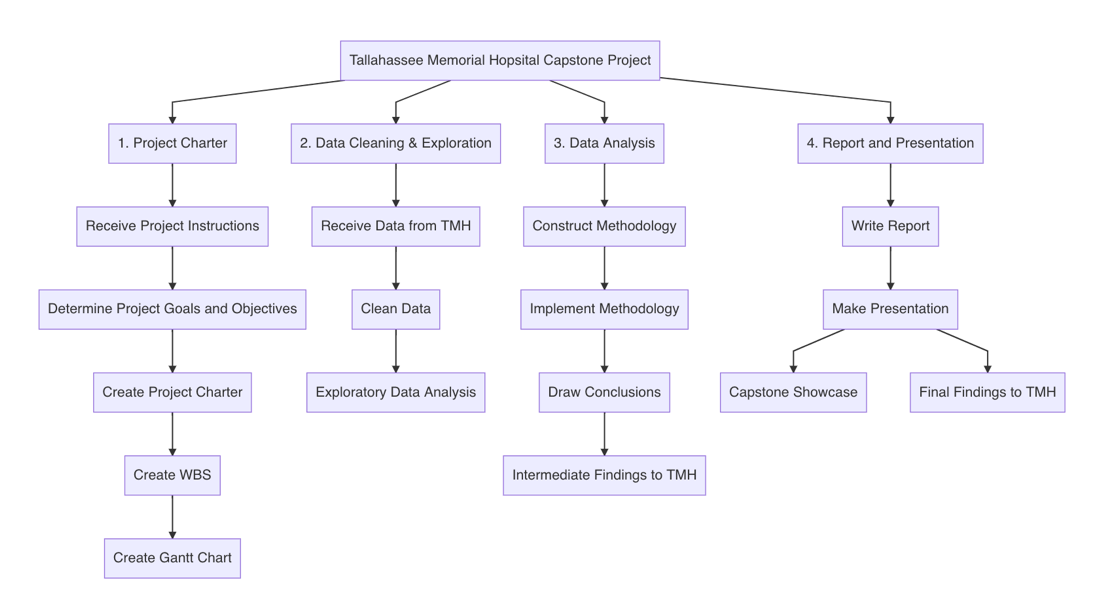 Tallahassee Memorial Hopsital Capstone Project
1. Project Charter
2. Data Cleaning & Exploration
3. Data Analysis
4. Report and Presentation
Receive Project Instructions
Receive Data from TMH
Construct Methodology
Write Report
Determine Project Goals and Objectives
Clean Data
Implement Methodology
Make Presentation
Create Project Charter
Exploratory Data Analysis
Draw Conclusions
Capstone Showcase
Final Findings to TMH
Create WBS
Intermediate Findings to TMH
Create Gantt Chart